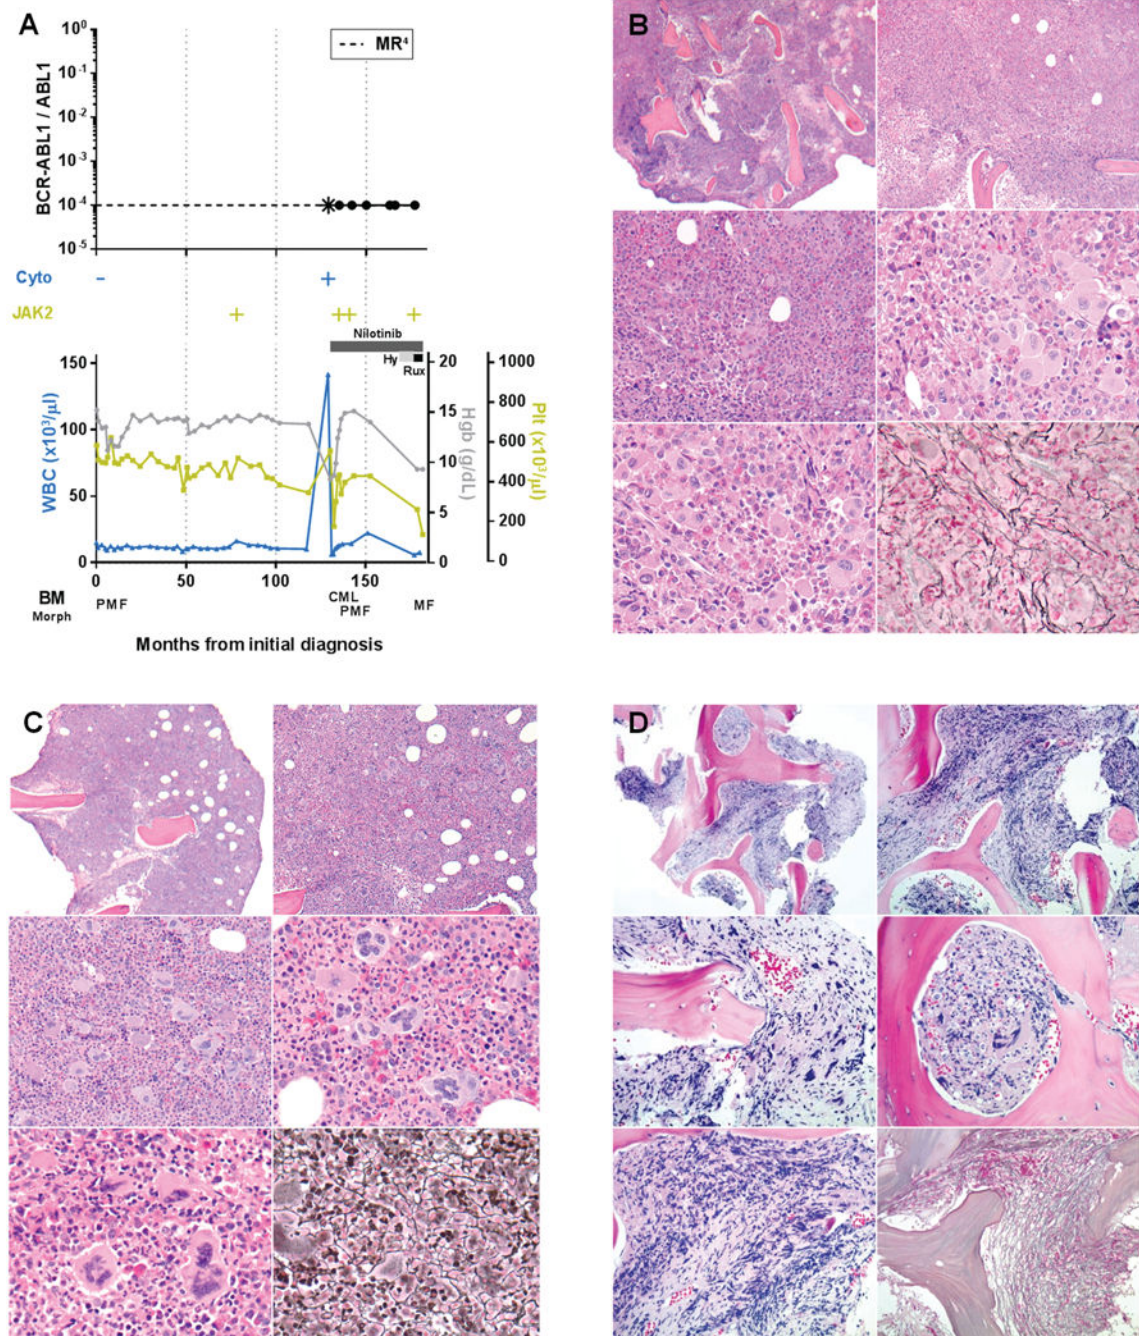 A
B
10⁰
10⁻¹
10⁻²
10⁻³
10⁻⁴
10⁻⁵
BCR-ABL1 / ABL1
MR⁴
Cyto
–
+
JAK2
+
++
+
Nilotinib
Hy
Rux
150
100
50
0
WBC (x10³/µl)
20
15
10
5
0
Hgb (g/dL)
1000
800
600
400
200
0
Plt (x10³/µl)
0
50
100
150
BM
Morph
PMF
CML
PMF
MF
Months from initial diagnosis
C
D